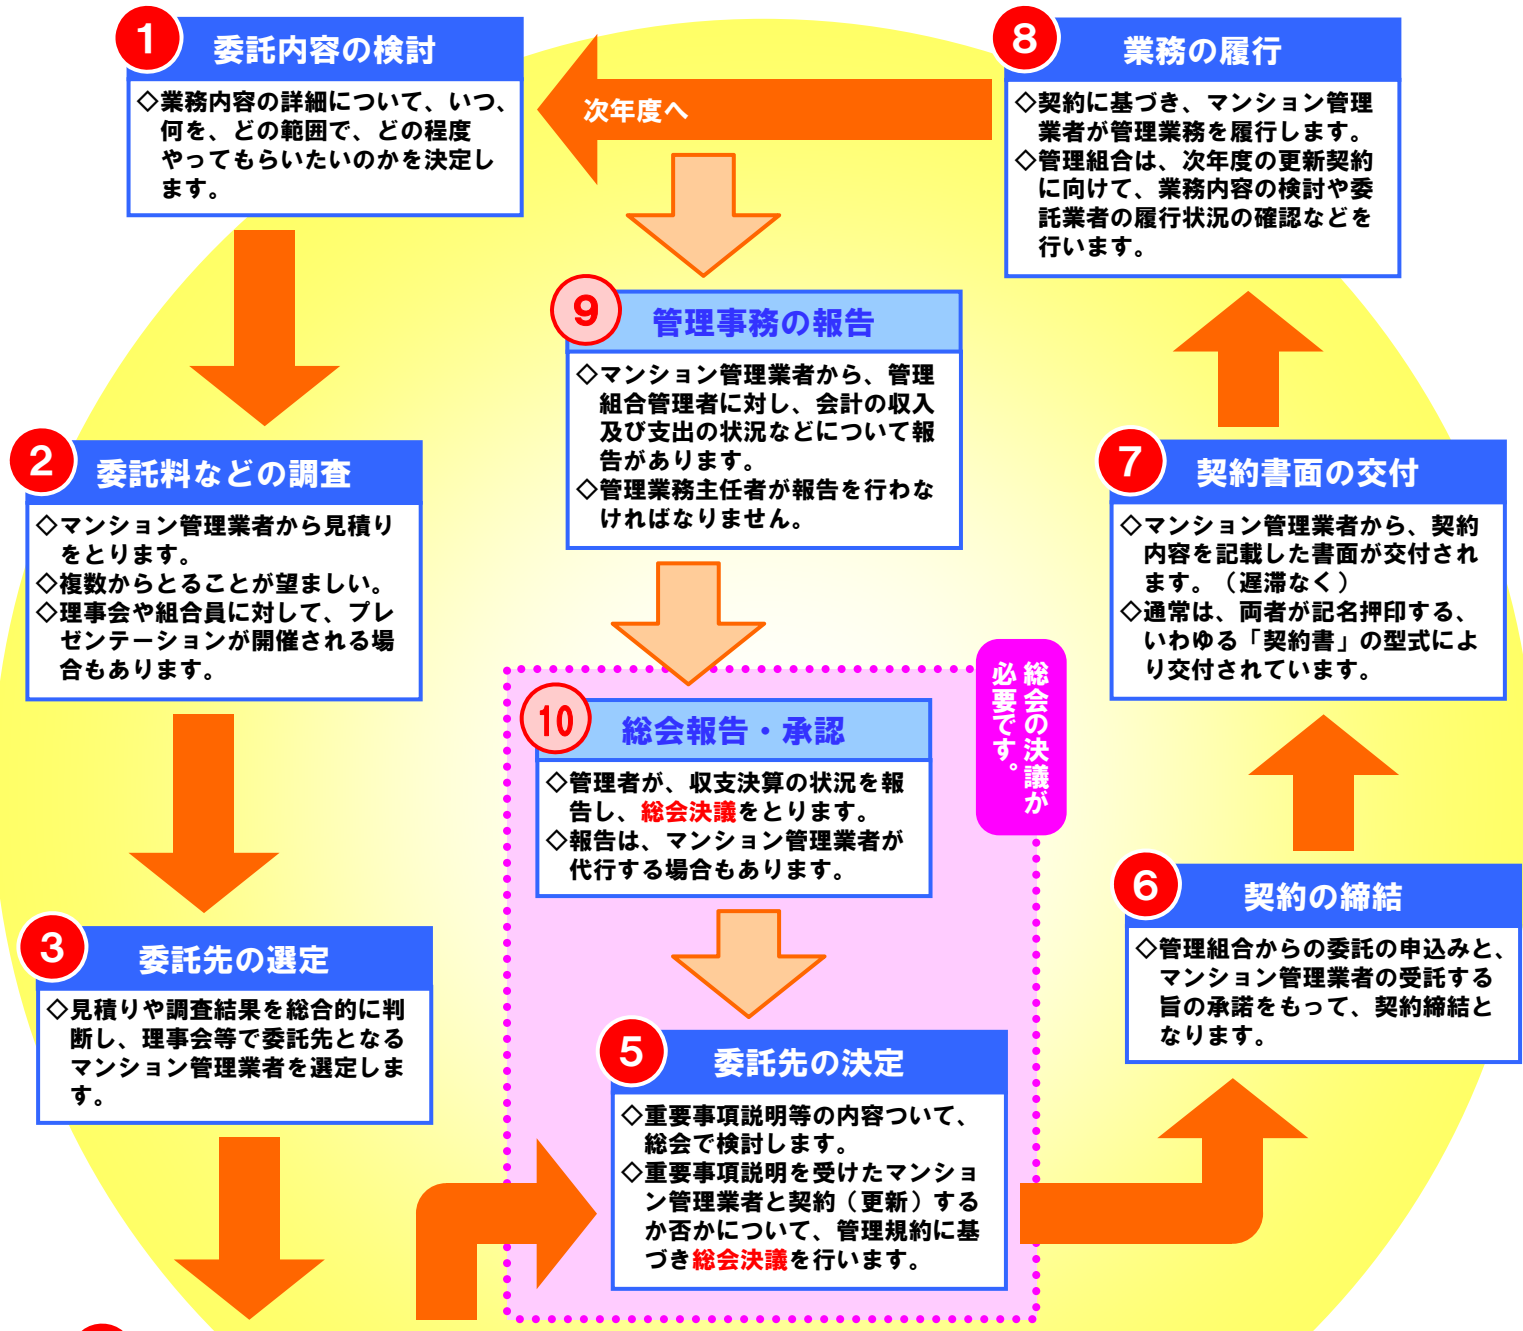 1
委託内容の検討
◇業務内容の詳細について、いつ、
何を、どの範囲で、どの程度
やってもらいたいのかを決定し
ます。
次年度へ
8
業務の履行
◇契約に基づき、マンション管理
業者が管理業務を履行します。
◇管理組合は、次年度の更新契約
に向けて、業務内容の検討や委
託業者の履行状況の確認などを
行います。
9
管理事務の報告
◇マンション管理業者から、管理
組合管理者に対し、会計の収入
及び支出の状況などについて報
告があります。
◇管理業務主任者が報告を行わな
ければなりません。
2
委託料などの調査
◇マンション管理業者から見積り
をとります。
◇複数からとることが望ましい。
◇理事会や組合員に対して、プレ
ゼンテーションが開催される場
合もあります。
7
契約書面の交付
◇マンション管理業者から、契約
内容を記載した書面が交付され
ます。（遅滞なく）
◇通常は、両者が記名押印する、
いわゆる「契約書」の型式によ
り交付されています。
総会の決議が
必要です。
10
総会報告・承認
◇管理者が、収支決算の状況を報
告し、総会決議をとります。
◇報告は、マンション管理業者が
代行する場合もあります。
6
契約の締結
◇管理組合からの委託の申込みと、
マンション管理業者の受託する
旨の承諾をもって、契約締結と
なります。
3
委託先の選定
◇見積りや調査結果を総合的に判
断し、理事会等で委託先となる
マンション管理業者を選定しま
す。
5
委託先の決定
◇重要事項説明等の内容ついて、
総会で検討します。
◇重要事項説明を受けたマンショ
ン管理業者と契約（更新）する
か否かについて、管理規約に基
づき総会決議を行います。